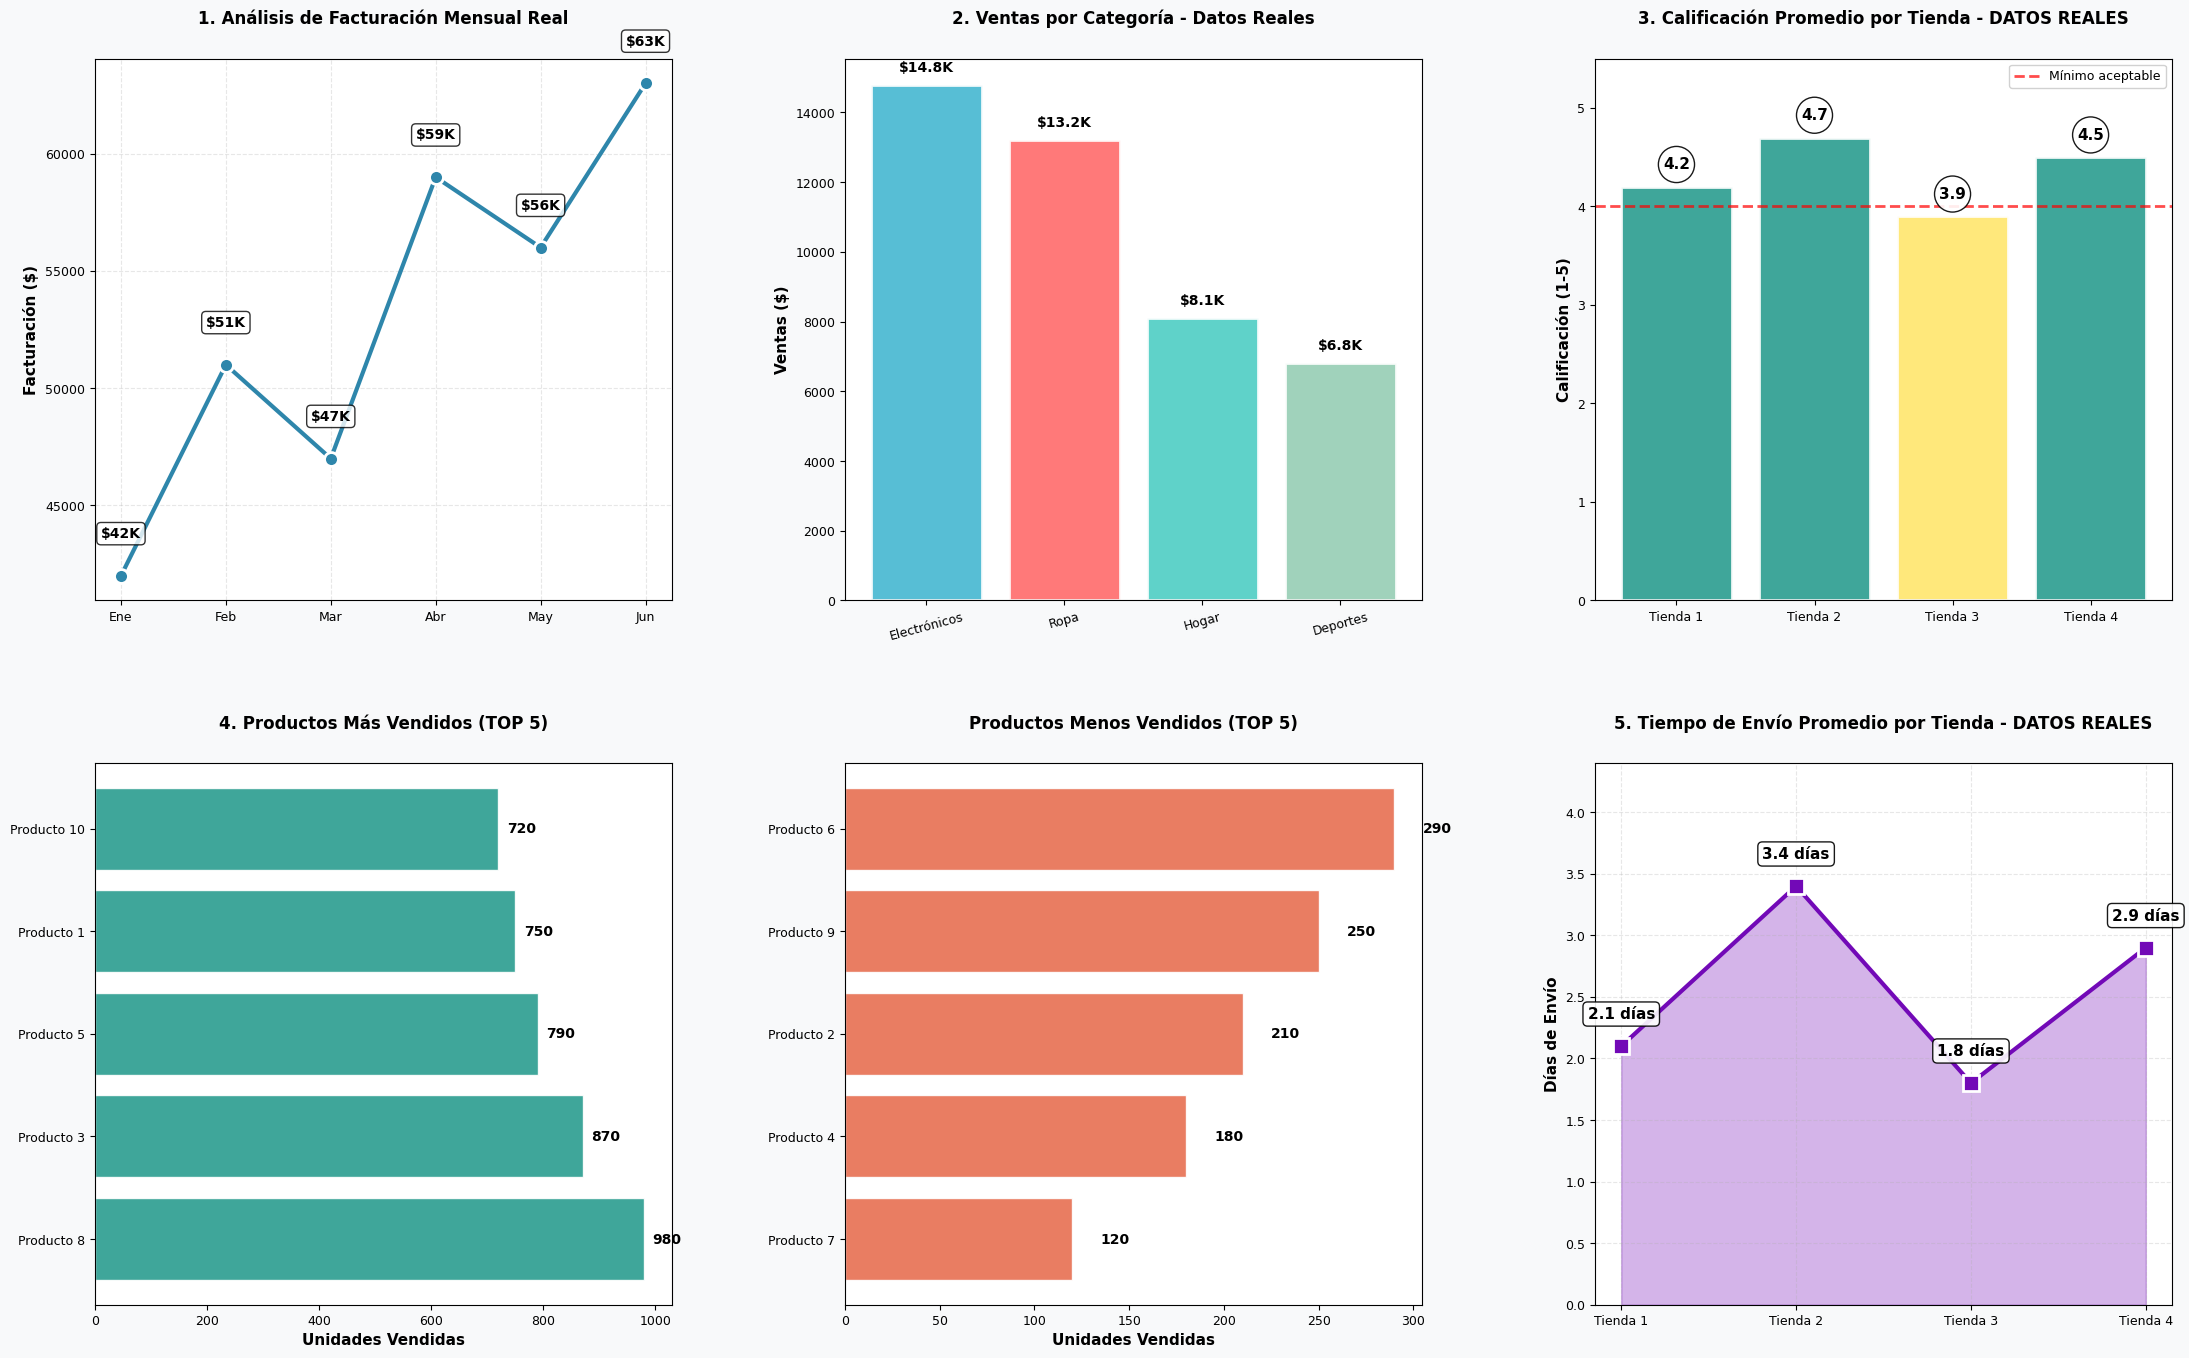 1. Análisis de Facturación Mensual Real
$63K
$59K
$56K
$51K
$47K
$42K
60000
55000
50000
45000
Facturación ($)
Ene
Feb
Mar
Abr
May
Jun
2. Ventas por Categoría - Datos Reales
$14.8K
$13.2K
$8.1K
$6.8K
14000
12000
10000
8000
6000
4000
2000
0
Ventas ($)
Electrónicos
Ropa
Hogar
Deportes
3. Calificación Promedio por Tienda - DATOS REALES
Mínimo aceptable
4.2
4.7
3.9
4.5
5
4
3
2
1
0
Calificación (1-5)
Tienda 1
Tienda 2
Tienda 3
Tienda 4
4. Productos Más Vendidos (TOP 5)
Producto 10
720
Producto 1
750
Producto 5
790
Producto 3
870
Producto 8
980
0
200
400
600
800
1000
Unidades Vendidas
Productos Menos Vendidos (TOP 5)
Producto 6
290
Producto 9
250
Producto 2
210
Producto 4
180
Producto 7
120
0
50
100
150
200
250
300
Unidades Vendidas
5. Tiempo de Envío Promedio por Tienda - DATOS REALES
2.1 días
3.4 días
1.8 días
2.9 días
4.0
3.5
3.0
2.5
2.0
1.5
1.0
0.5
0.0
Días de Envío
Tienda 1
Tienda 2
Tienda 3
Tienda 4